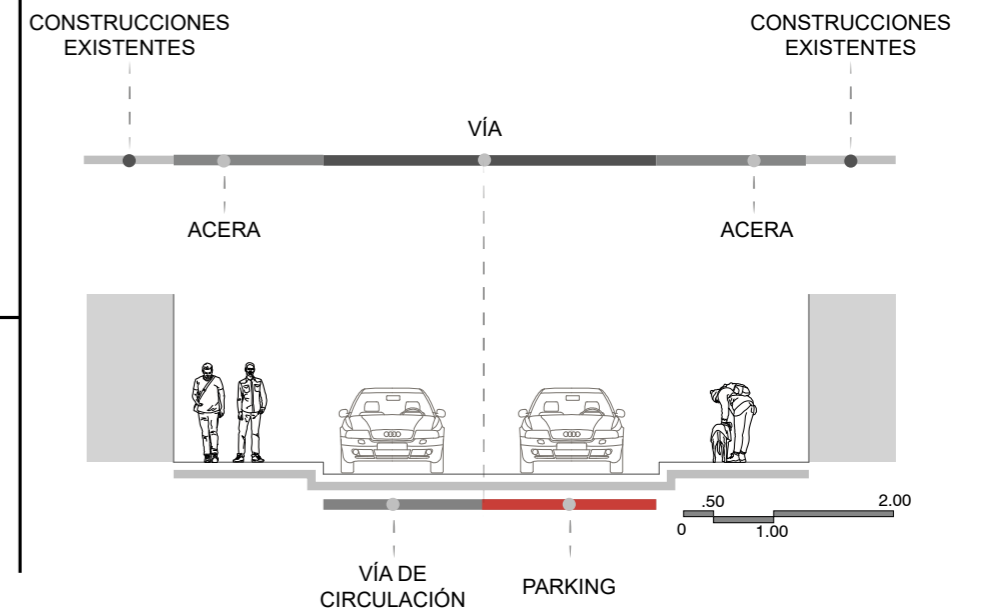 CONSTRUCCIONES
EXISTENTES
CONSTRUCCIONES
EXISTENTES
VÍA
ACERA
ACERA
.50
2.00
0
1.00
VÍA DE
CIRCULACIÓN
PARKING